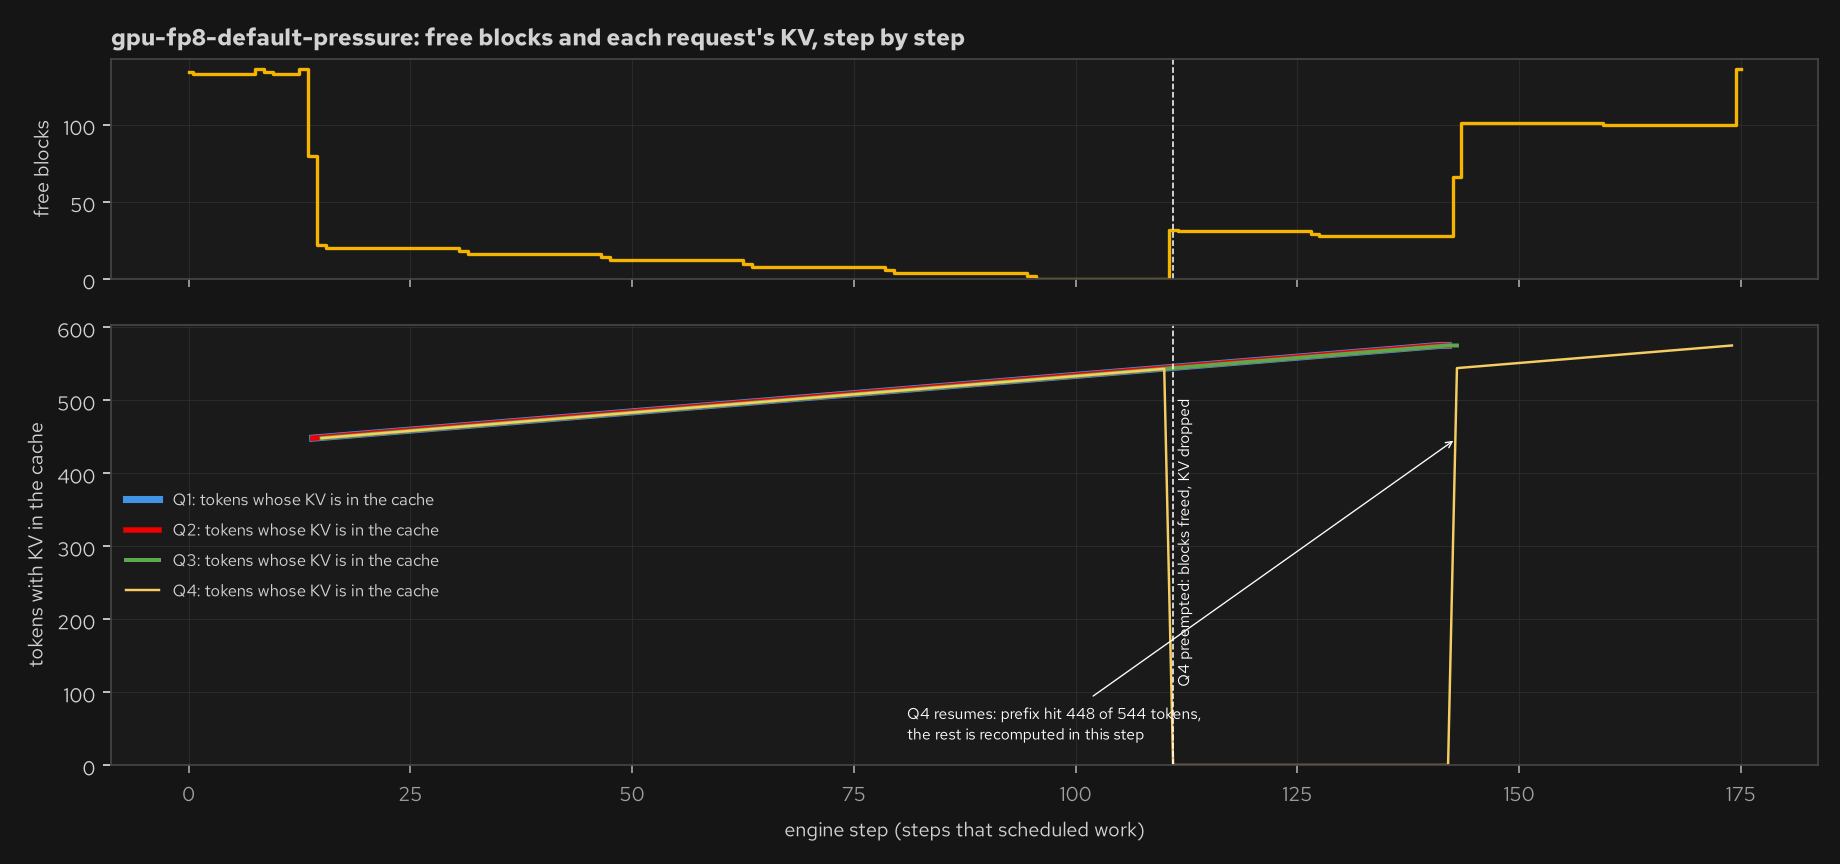 gpu-fp8-default-pressure: free blocks and each request's KV, step by step
free blocks
100
50
0
tokens with KV in the cache
600
500
400
300
200
100
0
Q1: tokens whose KV is in the cache
Q2: tokens whose KV is in the cache
Q3: tokens whose KV is in the cache
Q4: tokens whose KV is in the cache
Q4 preempted: blocks freed, KV dropped
Q4 resumes: prefix hit 448 of 544 tokens,
the rest is recomputed in this step
0 25 50 75 100 125 150 175
engine step (steps that scheduled work)